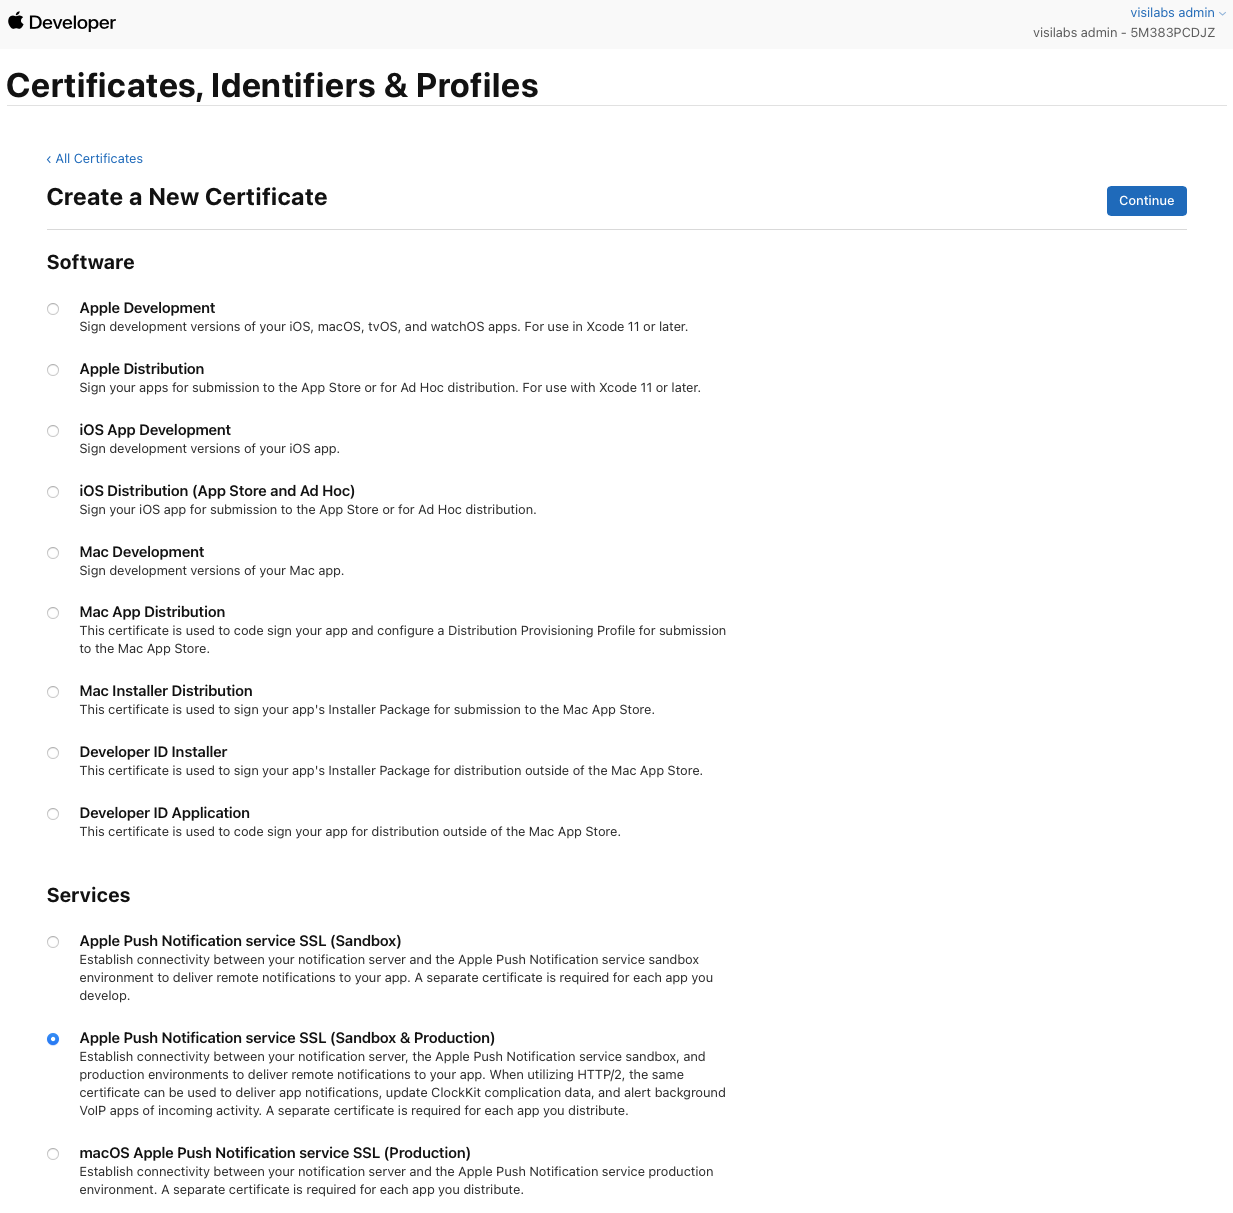 Developer
visilabs admin
visilabs admin - 5M383PCDJZ
Certificates, Identifiers & Profiles
‹ All Certificates
Create a New Certificate
Continue
Software
Apple Development
Sign development versions of your iOS, macOS, tvOS, and watchOS apps. For use in Xcode 11 or later.
Apple Distribution
Sign your apps for submission to the App Store or for Ad Hoc distribution. For use with Xcode 11 or later.
iOS App Development
Sign development versions of your iOS app.
iOS Distribution (App Store and Ad Hoc)
Sign your iOS app for submission to the App Store or for Ad Hoc distribution.
Mac Development
Sign development versions of your Mac app.
Mac App Distribution
This certificate is used to code sign your app and configure a Distribution Provisioning Profile for submission
to the Mac App Store.
Mac Installer Distribution
This certificate is used to sign your app's Installer Package for submission to the Mac App Store.
Developer ID Installer
This certificate is used to sign your app's Installer Package for distribution outside of the Mac App Store.
Developer ID Application
This certificate is used to code sign your app for distribution outside of the Mac App Store.
Services
Apple Push Notification service SSL (Sandbox)
Establish connectivity between your notification server and the Apple Push Notification service sandbox
environment to deliver remote notifications to your app. A separate certificate is required for each app you
develop.
Apple Push Notification service SSL (Sandbox & Production)
Establish connectivity between your notification server, the Apple Push Notification service sandbox, and
production environments to deliver remote notifications to your app. When utilizing HTTP/2, the same
certificate can be used to deliver app notifications, update ClockKit complication data, and alert background
VoIP apps of incoming activity. A separate certificate is required for each app you distribute.
macOS Apple Push Notification service SSL (Production)
Establish connectivity between your notification server and the Apple Push Notification service production
environment. A separate certificate is required for each app you distribute.